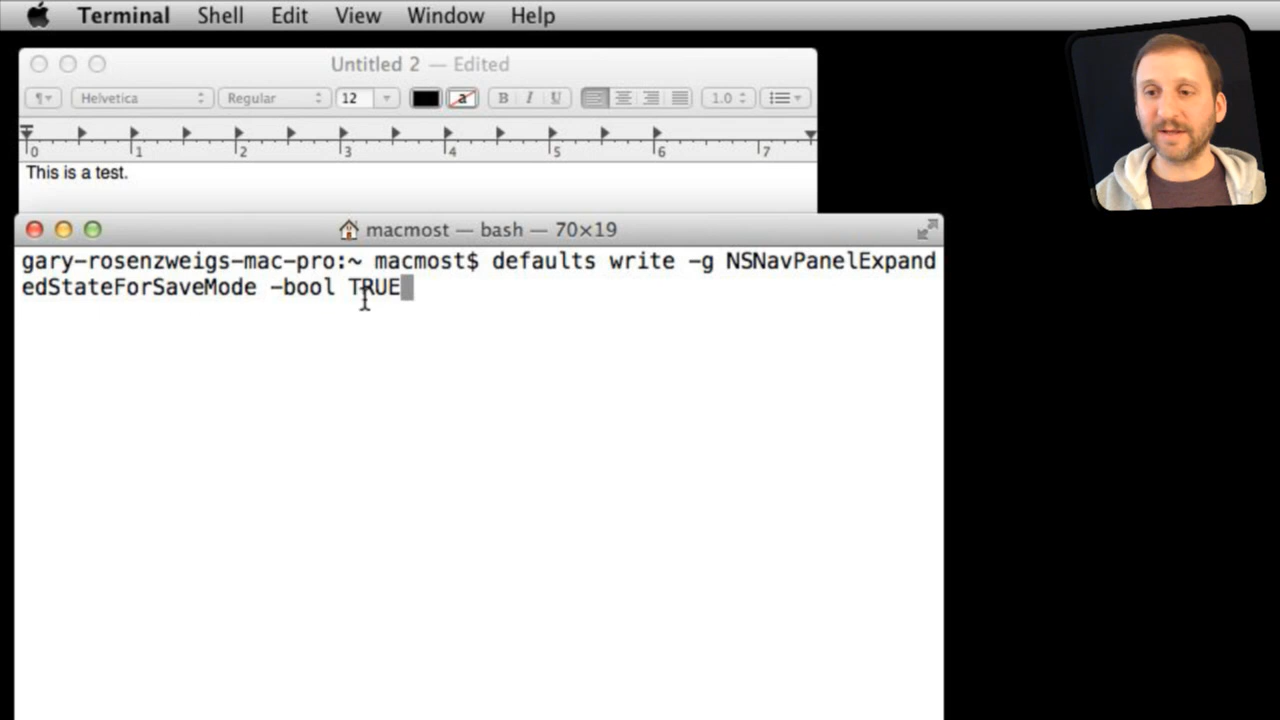 Terminal Shell Edit View Window Help
Untitled 2 — Edited
Helvetica Regular 12 a B I U 1.0
0 1 2 3 4 5 6 7
This is a test.
macmost — bash — 70×19
gary-rosenzweigs-mac-pro:~ macmost$ defaults write -g NSNavPanelExpand
edStateForSaveMode -bool TRUE